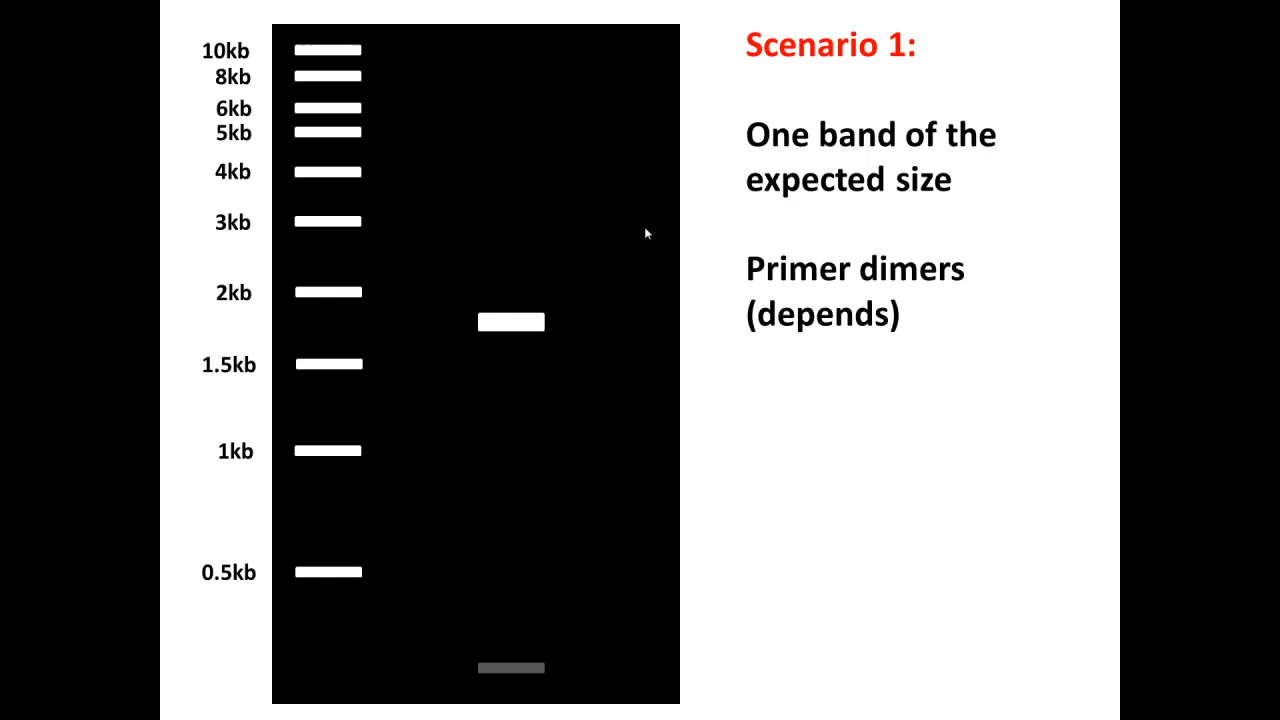 10kb
8kb
6kb
5kb
4kb
3kb
2kb
1.5kb
1kb
0.5kb
Scenario 1:
One band of the
expected size
Primer dimers
(depends)